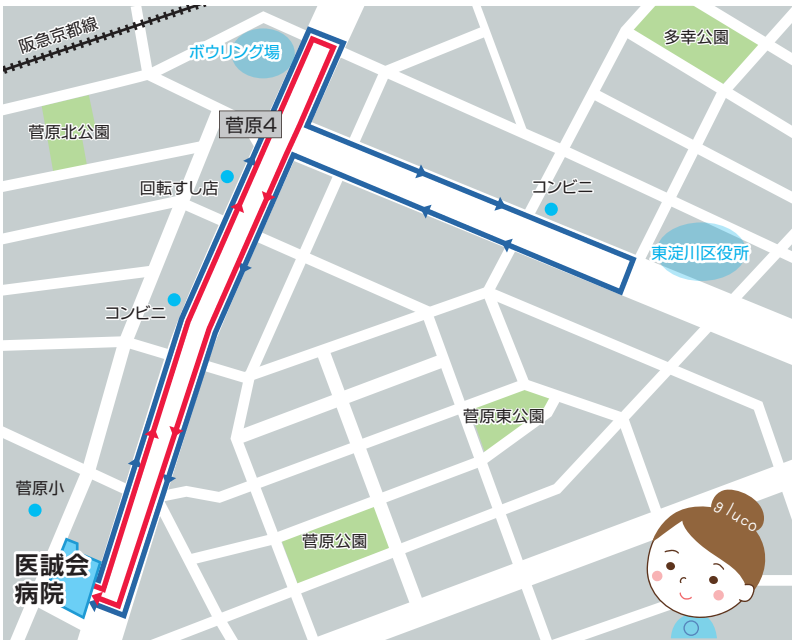 阪急京都線
ボウリング場
多幸公園
菅原4
菅原北公園
回転すし店
コンビニ
東淀川区役所
コンビニ
菅原東公園
菅原小
菅原公園
gluco
医誠会
病院